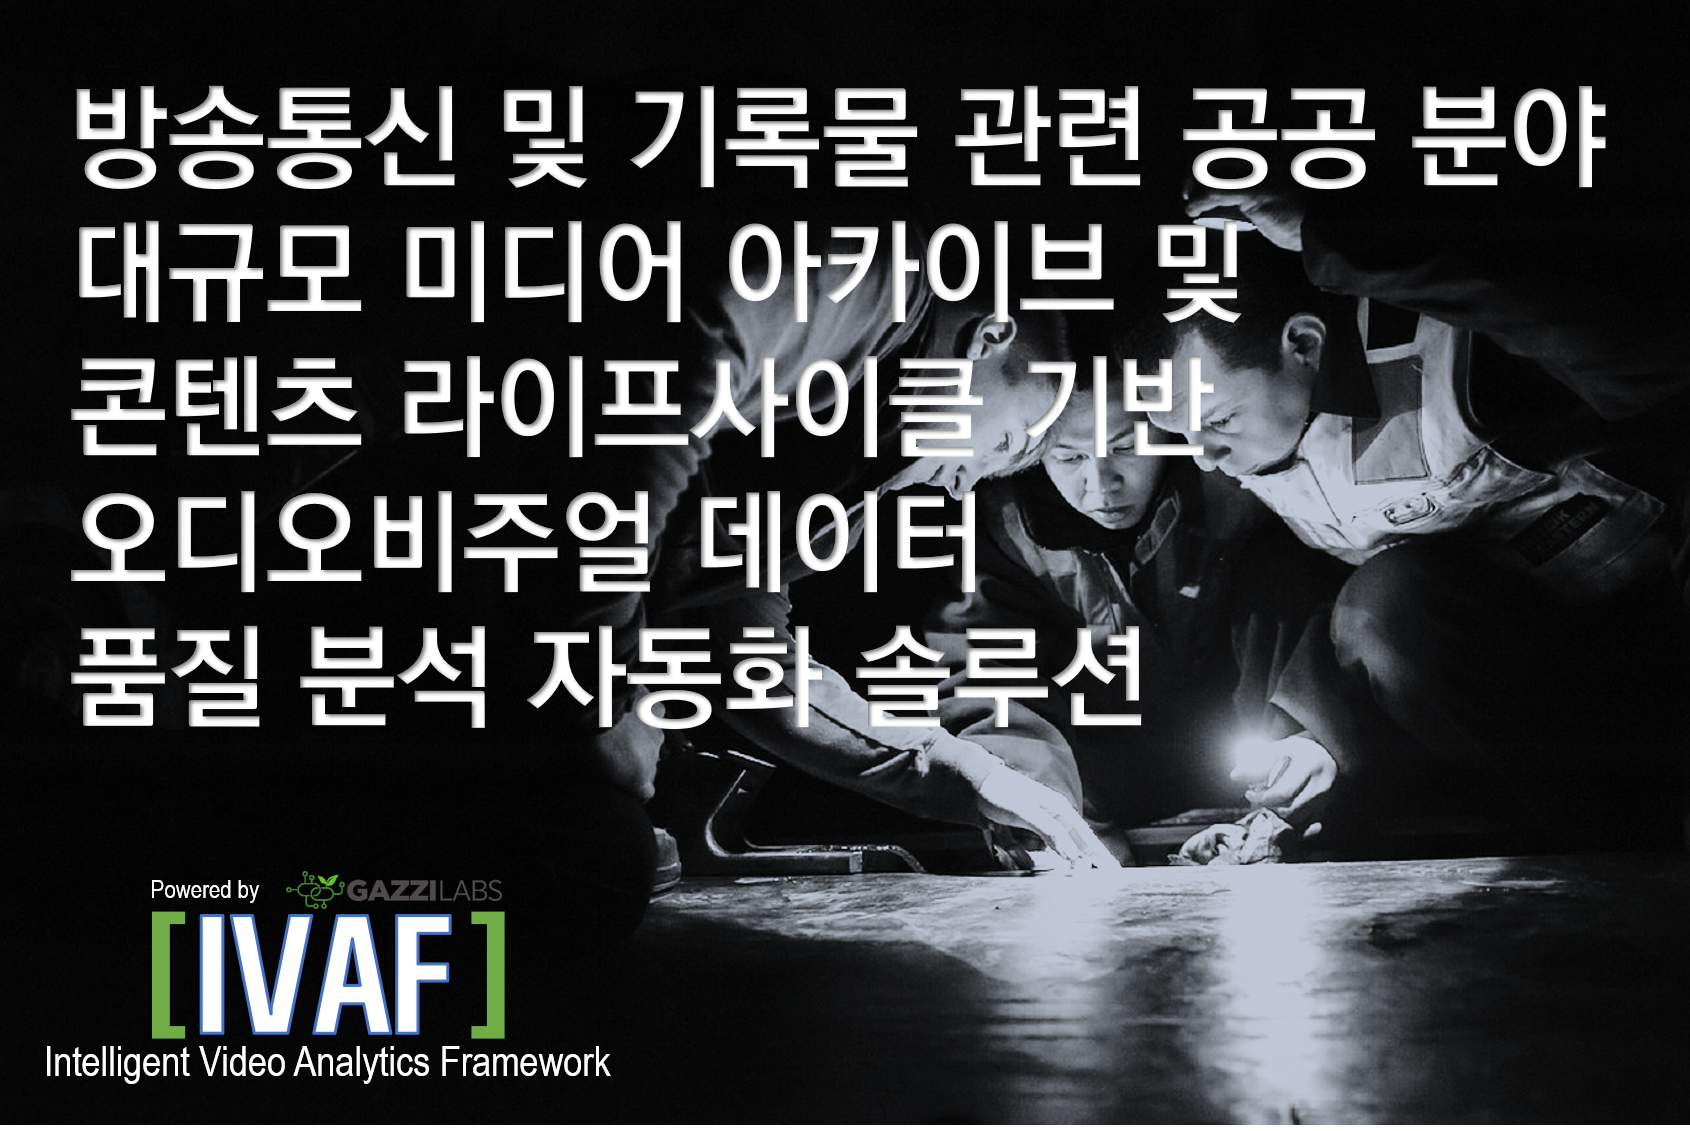 방송통신 및 기록물 관련 공공 분야
대규모 미디어 아카이브 및
콘텐츠 라이프사이클 기반
오디오비주얼 데이터
품질 분석 자동화 솔루션
Powered by GAZZILABS
[IVAF]
Intelligent Video Analytics Framework